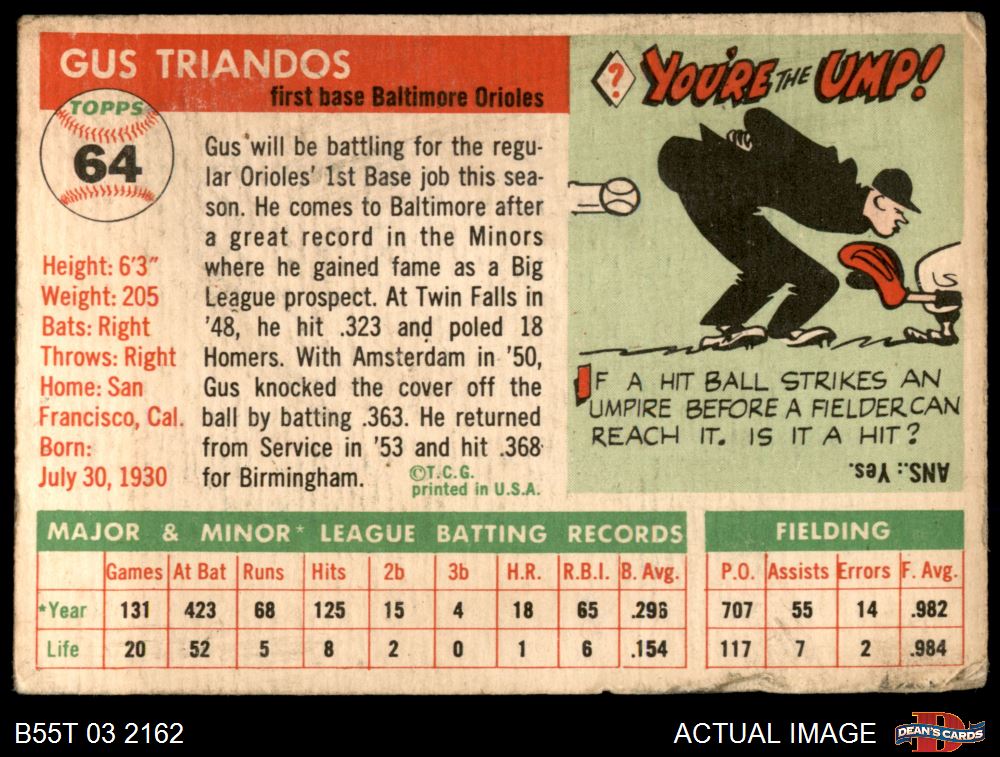 GUS TRIANDOS
first base Baltimore Orioles
TOPPS
64
Height: 6'3"
Weight: 205
Bats: Right
Throws: Right
Home: San
Francisco, Cal.
Born:
July 30, 1930
Gus will be battling for the regu-
lar Orioles' 1st Base job this sea-
son. He comes to Baltimore after
a great record in the Minors
where he gained fame as a Big
League prospect. At Twin Falls in
'48, he hit .323 and poled 18
Homers. With Amsterdam in '50,
Gus knocked the cover off the
ball by batting .363. He returned
from Service in '53 and hit .368
for Birmingham.
©T.C.G.
printed in U.S.A.
? YOU'RE THE UMP!
IF A HIT BALL STRIKES AN
UMPIRE BEFORE A FIELDER CAN
REACH IT. IS IT A HIT?
ANS.: Yes.
MAJOR & MINOR* LEAGUE BATTING RECORDS
Games At Bat Runs Hits 2b 3b H.R. R.B.I. B. Avg.
*Year 131 423 68 125 15 4 18 65 .296
Life 20 52 5 8 2 0 1 6 .154
FIELDING
P.O. Assists Errors F. Avg.
707 55 14 .982
117 7 2 .984
B55T 03 2162
ACTUAL IMAGE
D
DEAN'S CARDS